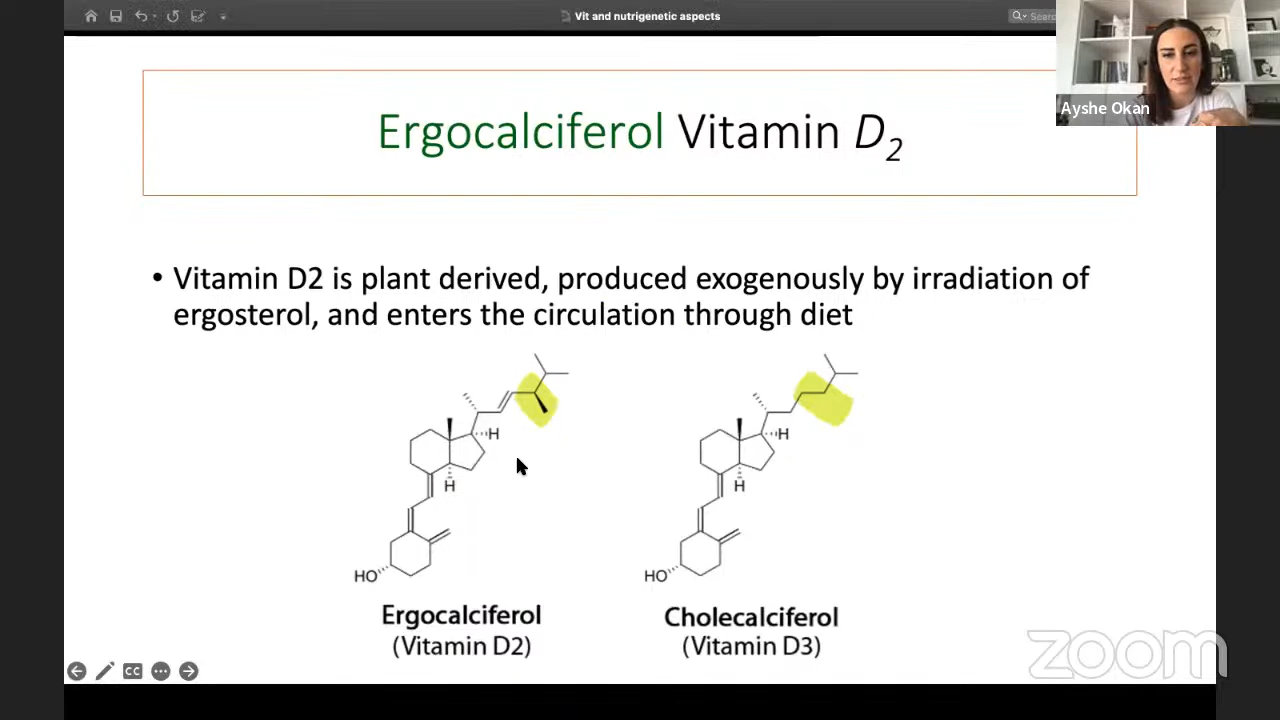 Vit and nutrigenetic aspects
Ayshe Okan
Ergocalciferol Vitamin D2
• Vitamin D2 is plant derived, produced exogenously by irradiation of
ergosterol, and enters the circulation through diet
H
H
HO
Ergocalciferol
(Vitamin D2)
H
H
HO
Cholecalciferol
(Vitamin D3)
CC
zoom